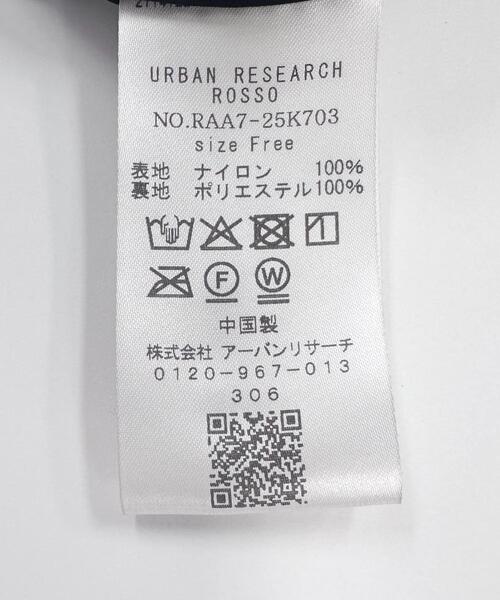 URBAN RESEARCH
ROSSO
NO.RAA7-25K703
size Free
表地 ナイロン 100%
裏地 ポリエステル100%
F W
中国製
株式会社 アーバンリサーチ
0120-967-013
306